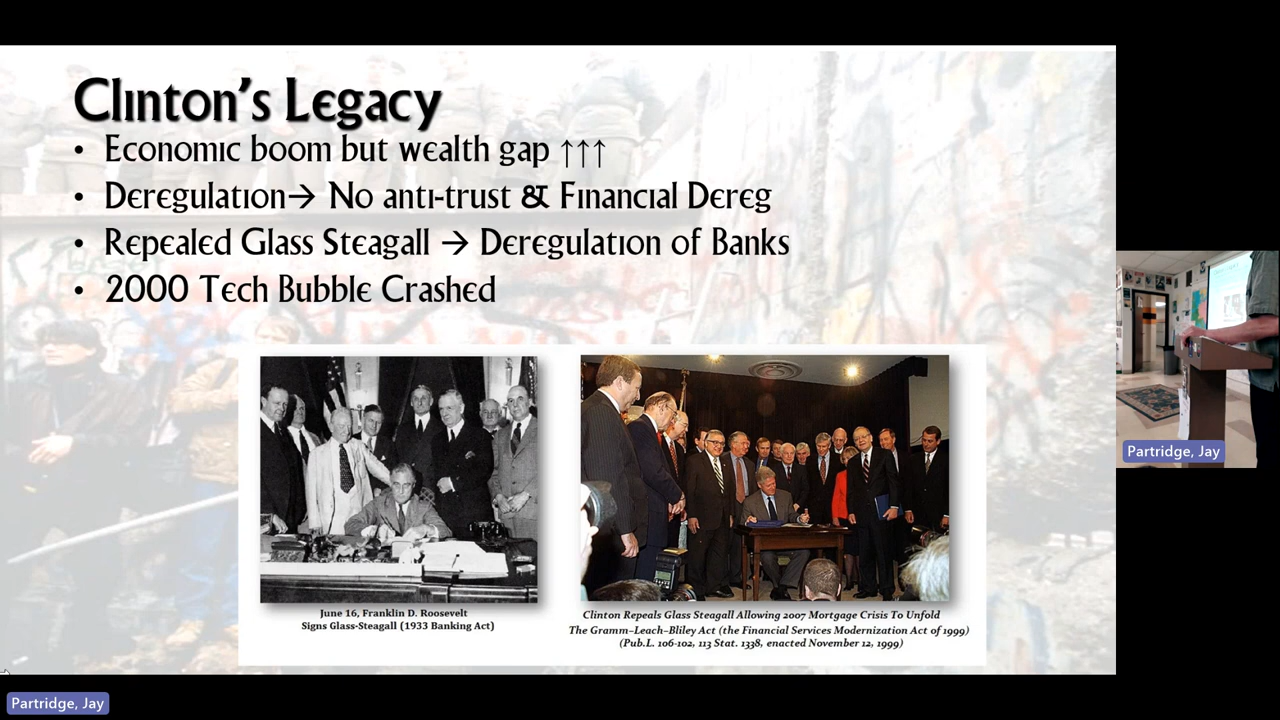 Clinton's Legacy
• Economic boom but wealth gap ↑↑↑
• Deregulation→ No anti-trust & Financial Dereg
• Repealed Glass Steagall → Deregulation of Banks
• 2000 Tech Bubble Crashed
June 16, Franklin D. Roosevelt
Signs Glass-Steagall (1933 Banking Act)
Clinton Repeals Glass Steagall Allowing 2007 Mortgage Crisis To Unfold
The Gramm–Leach–Bliley Act (the Financial Services Modernization Act of 1999)
(Pub.L. 106-102, 113 Stat. 1338, enacted November 12, 1999)
Partridge, Jay
Partridge, Jay